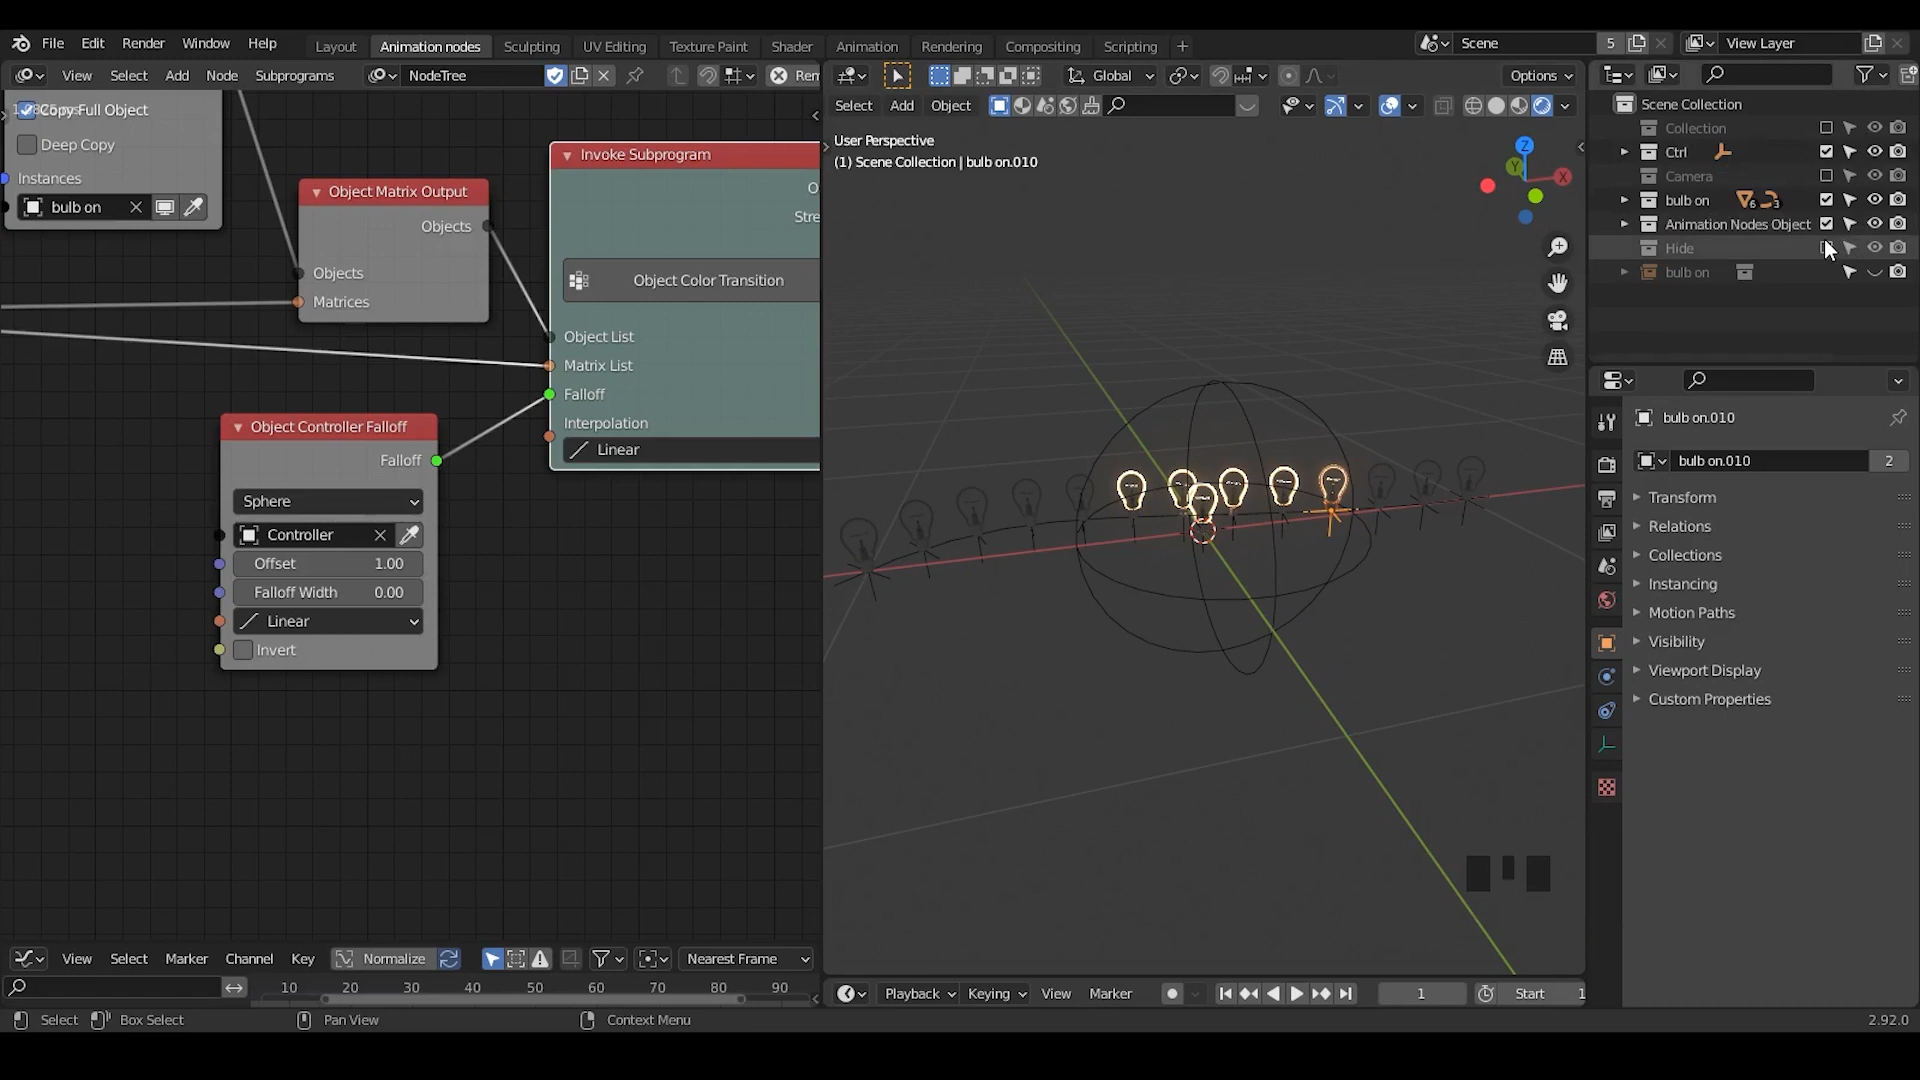 File Edit Render Window Help Layout Animation nodes Sculpting UV Editing Texture Paint Shader Animation Rendering Compositing Scripting + Scene 5 View Layer
View Select Add Node Subprograms NodeTree Rem Global Options
Select Add Object
Copy Full Object
Deep Copy
Instances
bulb on
Object Matrix Output
Objects
Objects
Matrices
Invoke Subprogram
O
Stre
Object Color Transition
Object List
Matrix List
Falloff
Interpolation
Linear
Object Controller Falloff
Falloff
Sphere
Controller
Offset 1.00
Falloff Width 0.00
Linear
Invert
User Perspective
(1) Scene Collection | bulb on.010
Z
Y
X
Scene Collection
Collection
Ctrl
Camera
bulb on 6 3
Animation Nodes Object
Hide
bulb on
bulb on.010
bulb on.010 2
Transform
Relations
Collections
Instancing
Motion Paths
Visibility
Viewport Display
Custom Properties
View Select Marker Channel Key Normalize Nearest Frame
10 20 30 40 50 60 70 80 90
Playback Keying View Marker 1 Start 1
Select Box Select Pan View Context Menu 2.92.0